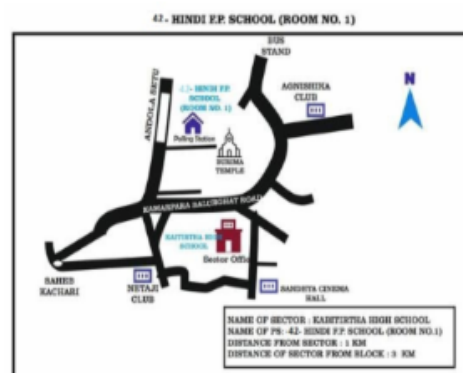 42- HINDI F.P. SCHOOL (ROOM NO. 1)
BUS
STAND
N
AGNISHIKA
CLUB
42- HINDI F.P.
SCHOOL
(ROOM NO. 1)
Polling Station
ANDOLA SETU
BURIMA
TEMPLE
KAMARPARA BALURGHAT ROAD
KABITIRTHA HIGH
SCHOOL
Sector Office
SAHEB
KACHARI
NETAJI
CLUB
SANDHYA CINEMA
HALL
NAME OF SECTOR : KABITIRTHA HIGH SCHOOL
NAME OF PS: -42- HINDI F.P. SCHOOL (ROOM NO.1)
DISTANCE FROM SECTOR : 1 KM
DISTANCE OF SECTOR FROM BLOCK : 3 KM